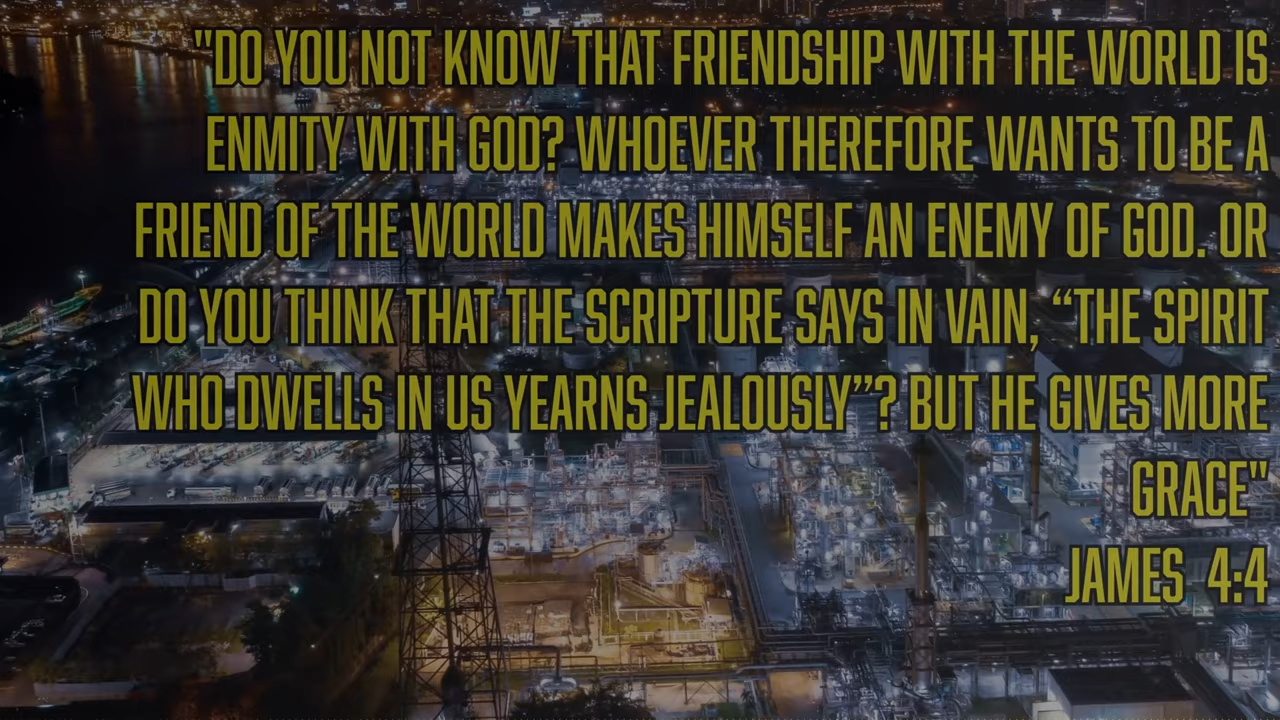 "DO YOU NOT KNOW THAT FRIENDSHIP WITH THE WORLD IS
ENMITY WITH GOD? WHOEVER THEREFORE WANTS TO BE A
FRIEND OF THE WORLD MAKES HIMSELF AN ENEMY OF GOD. OR
DO YOU THINK THAT THE SCRIPTURE SAYS IN VAIN, “THE SPIRIT
WHO DWELLS IN US YEARNS JEALOUSLY”? BUT HE GIVES MORE
GRACE"
JAMES 4:4